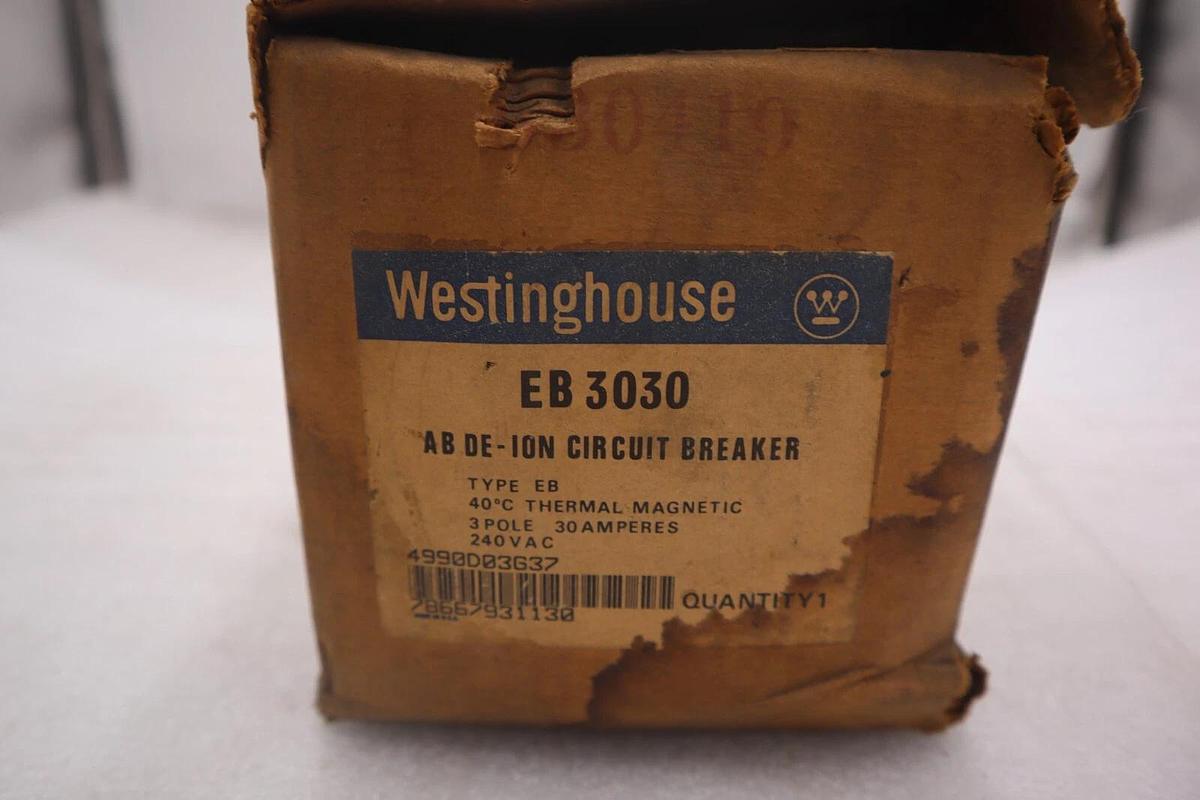 Westinghouse
EB 3030
AB DE-ION CIRCUIT BREAKER
TYPE EB
40°C THERMAL MAGNETIC
3 POLE 30 AMPERES
240 VAC
4990D03G37
78667931130
QUANTITY 1